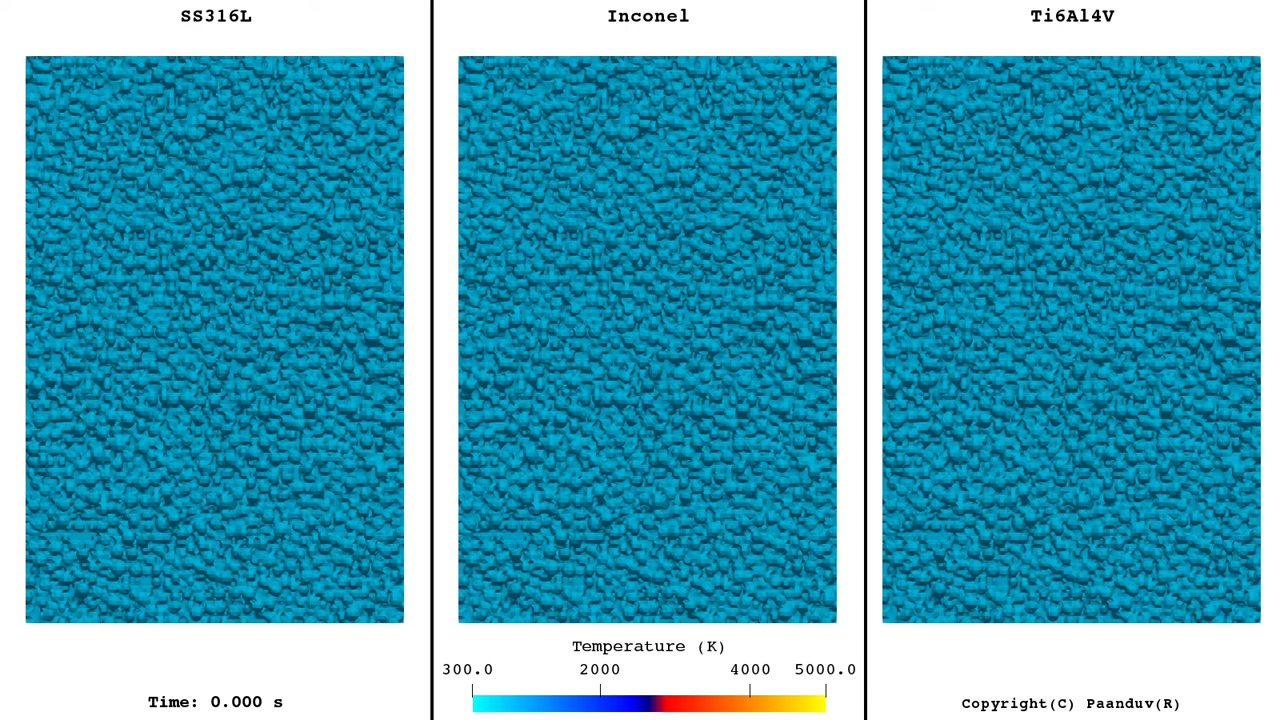 SS316L
Inconel
Ti6Al4V
Temperature (K)
300.0 2000 4000 5000.0
Time: 0.000 s
Copyright(C) Paanduv(R)